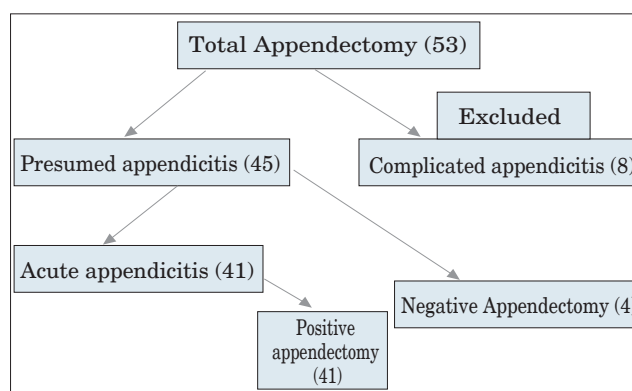 Total Appendectomy (53)
Excluded
Presumed appendicitis (45)
Complicated appendicitis (8)
Acute appendicitis (41)
Negative Appendectomy (4
Positive
appendectomy
(41)